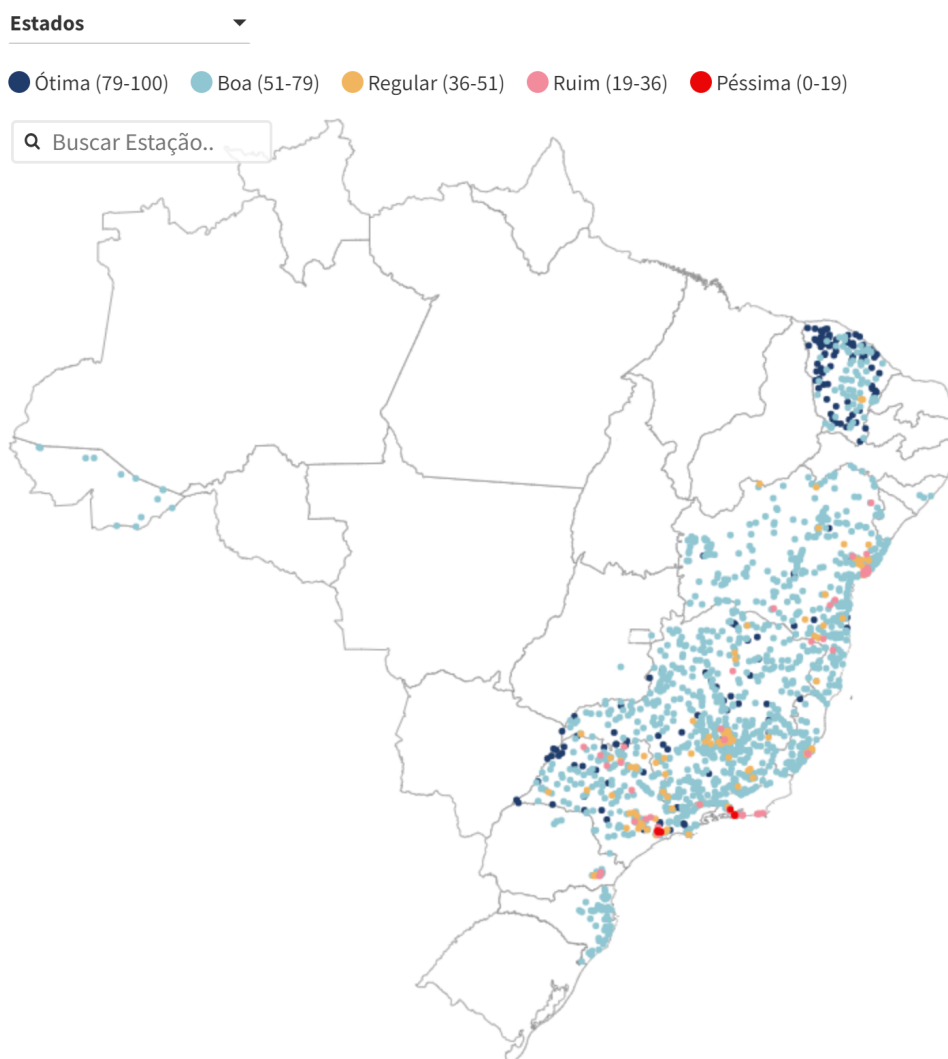 Estados
Ótima (79-100) Boa (51-79) Regular (36-51) Ruim (19-36) Péssima (0-19)
Buscar Estação..